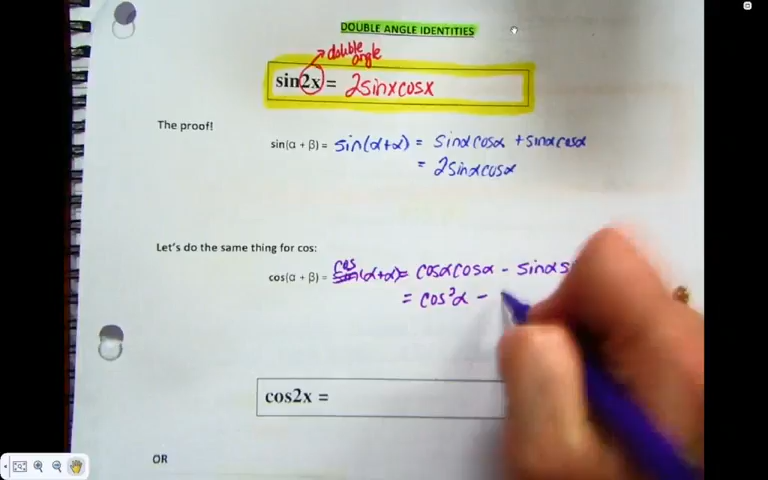 DOUBLE ANGLE IDENTITIES
double angle
sin2x = 2sinxcosx
The proof!
sin(α + β) = sin(α+α) = sinαcosα + sinαcosα
= 2sinαcosα
Let's do the same thing for cos:
cos
cos(α + β) = sin(α+α)= cosαcosα - sinαs
= cos²α -
cos2x =
OR